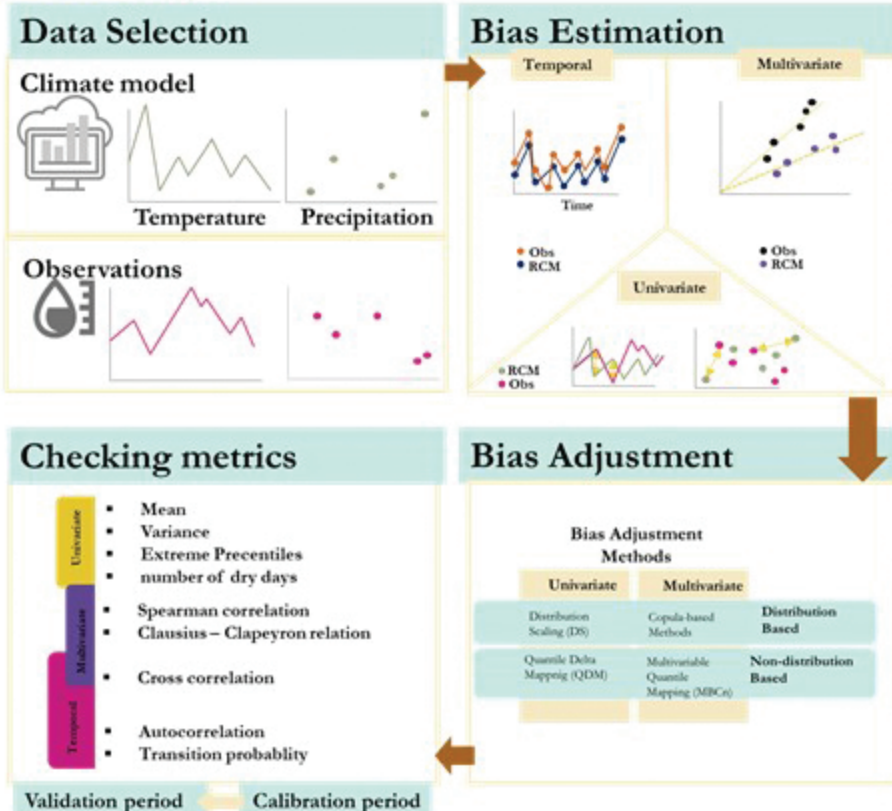 Data Selection
Climate model
Temperature
Precipitation
Observations
Bias Estimation
Temporal
Multivariate
Time
Obs
RCM
Obs
RCM
Univariate
RCM
Obs
Bias Adjustment
Bias Adjustment
Methods
Univariate
Multivariate
Distribution
Scaling (DS)
Copula-based
Methods
Distribution
Based
Quantile Delta
Mappnig (QDM)
Multivariable
Quantile
Mapping (MBCn)
Non-distribution
Based
Checking metrics
Univariate
Mean
Variance
Extreme Precentiles
number of dry days
Multivariate
Spearman correlation
Clausius – Clapeyron relation
Cross correlation
Temporal
Autocorrelation
Transition probablity
Validation period
Calibration period